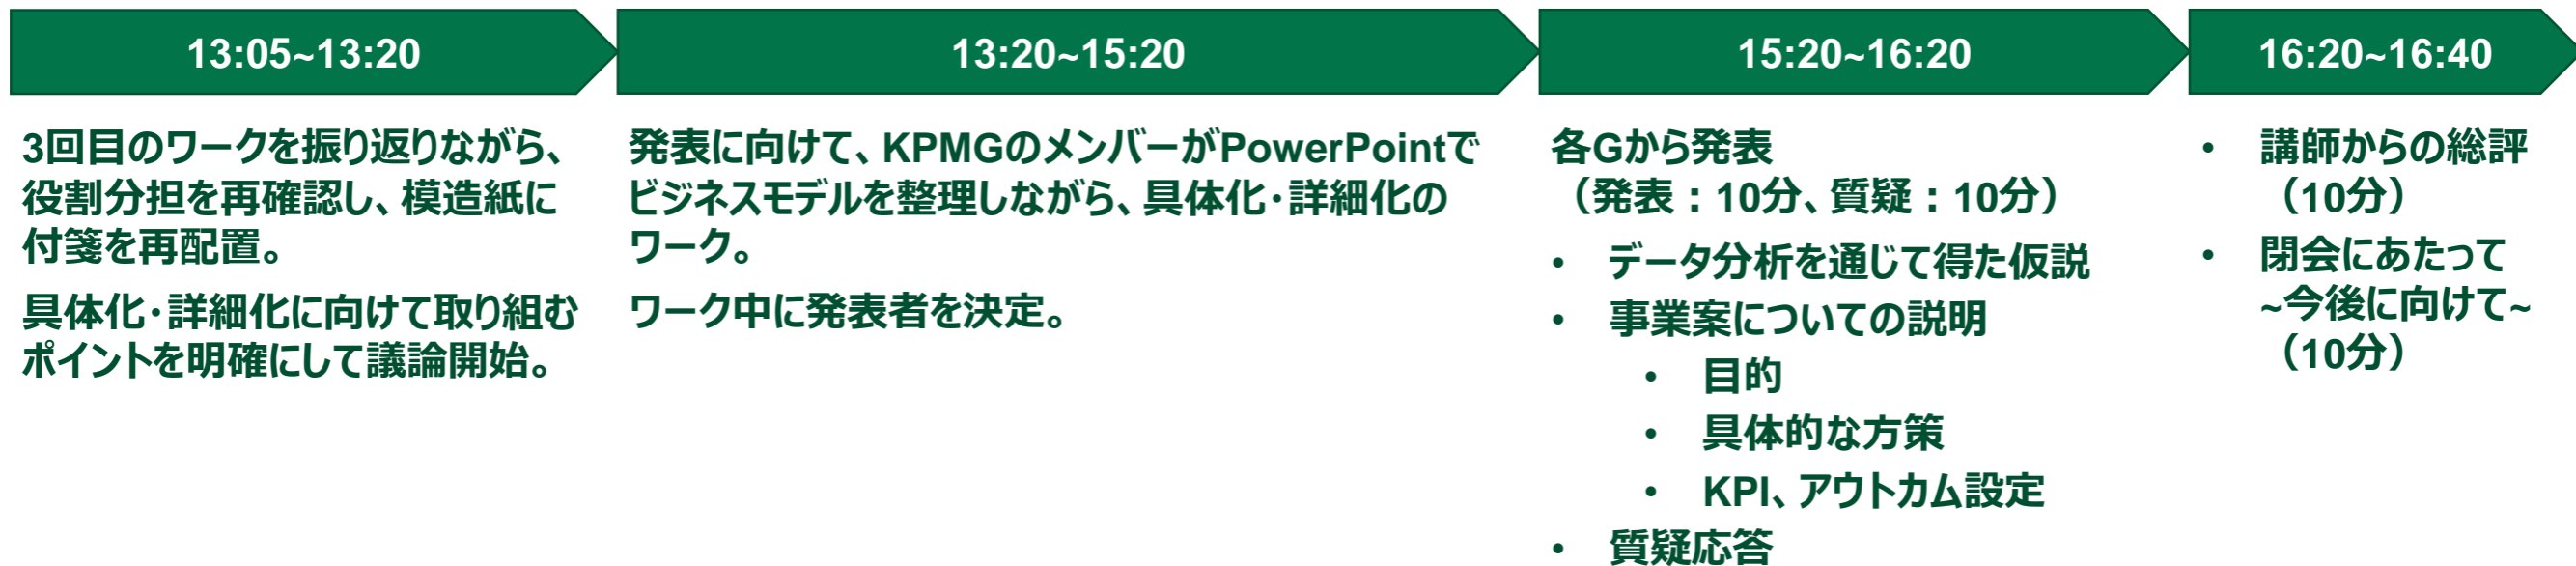 13:05~13:20
3回目のワークを振り返りながら、
役割分担を再確認し、模造紙に
付箋を再配置。
具体化・詳細化に向けて取り組む
ポイントを明確にして議論開始。
13:20~15:20
発表に向けて、KPMGのメンバーがPowerPointで
ビジネスモデルを整理しながら、具体化・詳細化の
ワーク。
ワーク中に発表者を決定。
15:20~16:20
各Gから発表
（発表：10分、質疑：10分）
• データ分析を通じて得た仮説
• 事業案についての説明
• 目的
• 具体的な方策
• KPI、アウトカム設定
• 質疑応答
16:20~16:40
• 講師からの総評
（10分）
• 閉会にあたって
~今後に向けて~
（10分）